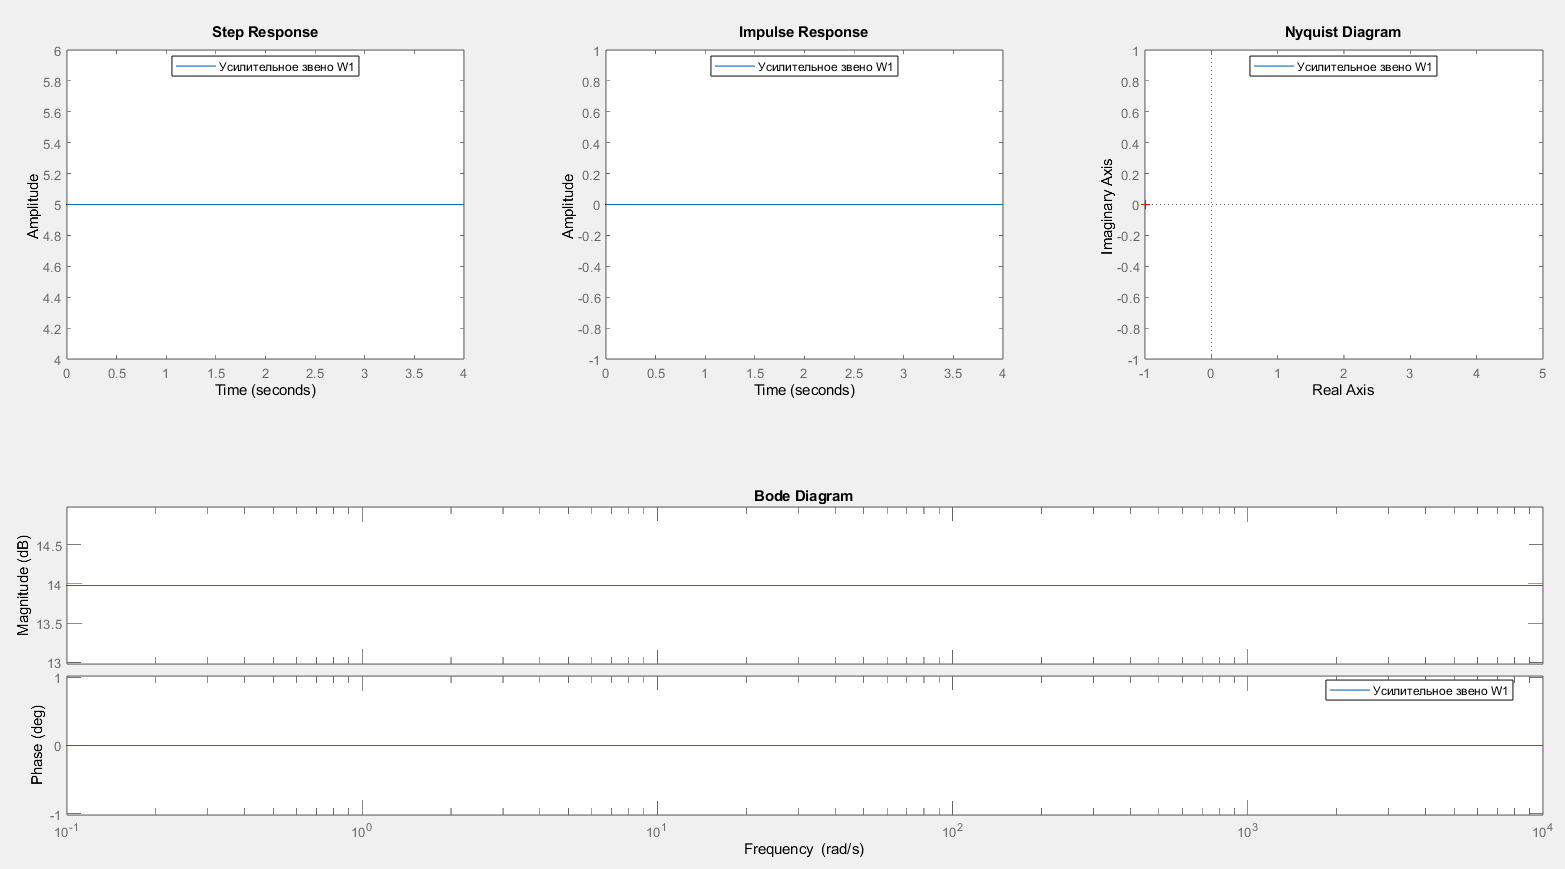 Step Response
Усилительное звено W1
6
5.8
5.6
5.4
5.2
5
4.8
4.6
4.4
4.2
4
Amplitude
0 0.5 1 1.5 2 2.5 3 3.5 4
Time (seconds)
Impulse Response
Усилительное звено W1
1
0.8
0.6
0.4
0.2
0
-0.2
-0.4
-0.6
-0.8
-1
Amplitude
0 0.5 1 1.5 2 2.5 3 3.5 4
Time (seconds)
Nyquist Diagram
Усилительное звено W1
1
0.8
0.6
0.4
0.2
0
-0.2
-0.4
-0.6
-0.8
-1
Imaginary Axis
-1 0 1 2 3 4 5
Real Axis
Bode Diagram
14.5
14
13.5
13
Magnitude (dB)
Усилительное звено W1
1
0
-1
Phase (deg)
10^-1 10^0 10^1 10^2 10^3 10^4
Frequency (rad/s)